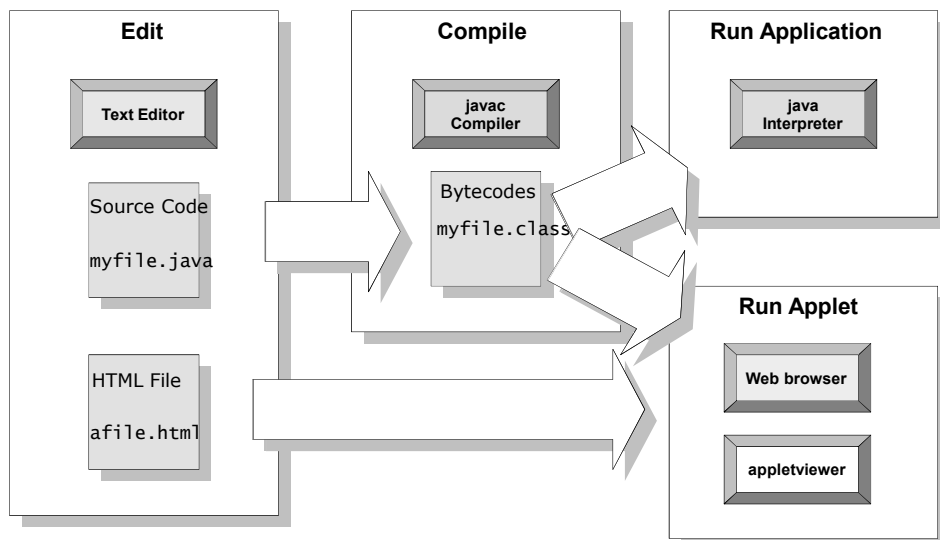 Edit
Text Editor
Source Code
myfile.java
HTML File
afile.html
Compile
javac
Compiler
Bytecodes
myfile.class
Run Application
java
Interpreter
Run Applet
Web browser
appletviewer